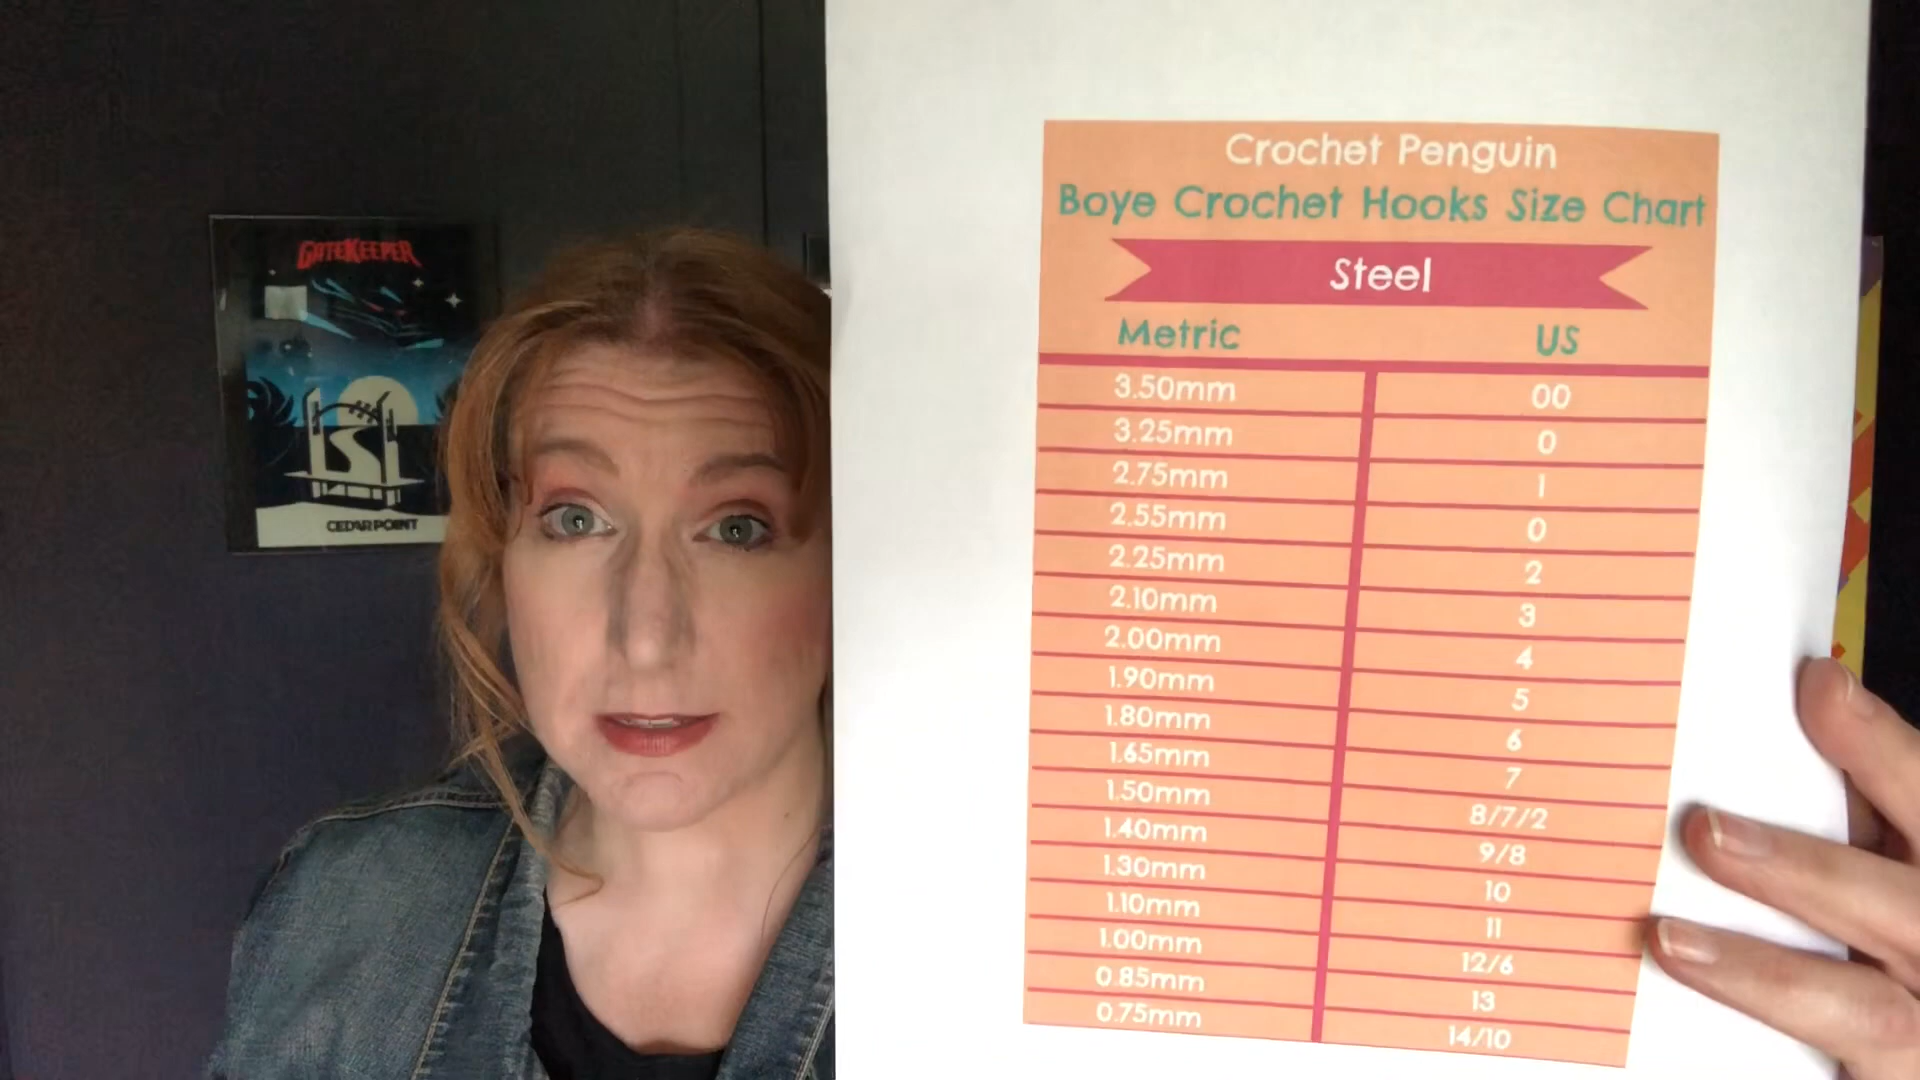 GATEKEEPER
CEDAR POINT
Crochet Penguin
Boye Crochet Hooks Size Chart
Steel
Metric US
3.50mm 00
3.25mm 0
2.75mm 1
2.55mm 0
2.25mm 2
2.10mm 3
2.00mm 4
1.90mm 5
1.80mm 6
1.65mm 7
1.50mm 8/7/2
1.40mm 9/8
1.30mm 10
1.10mm 11
1.00mm 12/6
0.85mm 13
0.75mm 14/10